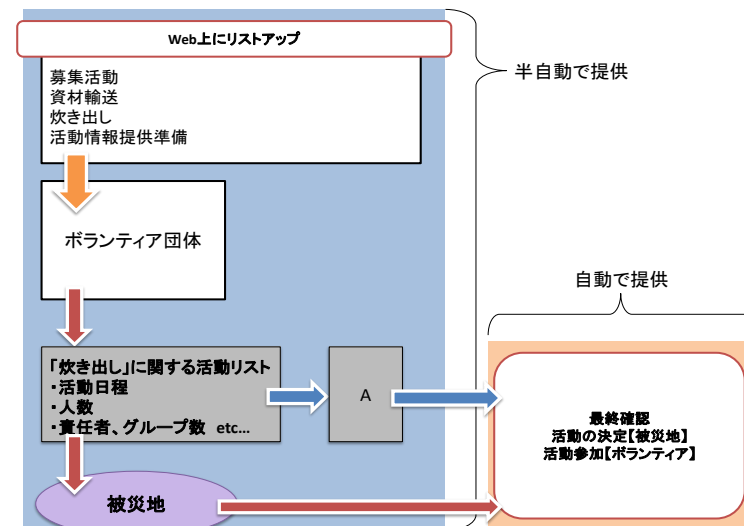 Web上にリストアップ
募集活動
資材輸送
炊き出し
活動情報提供準備
半自動で提供
ボランティア団体
自動で提供
「炊き出し」に関する活動リスト
・活動日程
・人数
・責任者、グループ数 etc…
A
最終確認
活動の決定【被災地】
活動参加【ボランティア】
被災地